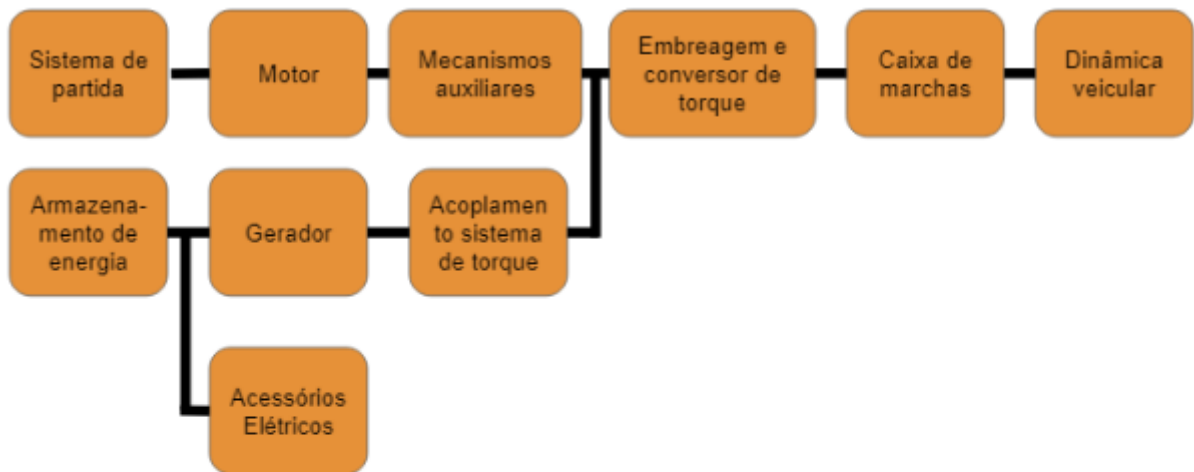 Sistema de
partida
Motor
Mecanismos
auxiliares
Embreagem e
conversor de
torque
Caixa de
marchas
Dinâmica
veicular
Armazena-
mento de
energia
Gerador
Acoplamen
to sistema
de torque
Acessórios
Elétricos